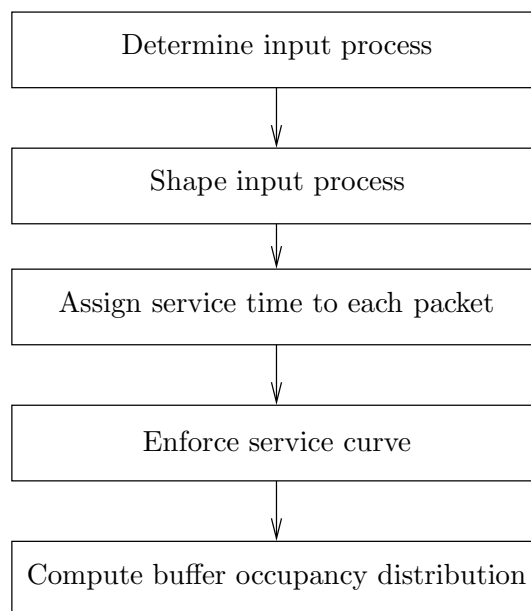 Determine input process
Shape input process
Assign service time to each packet
Enforce service curve
Compute buffer occupancy distribution